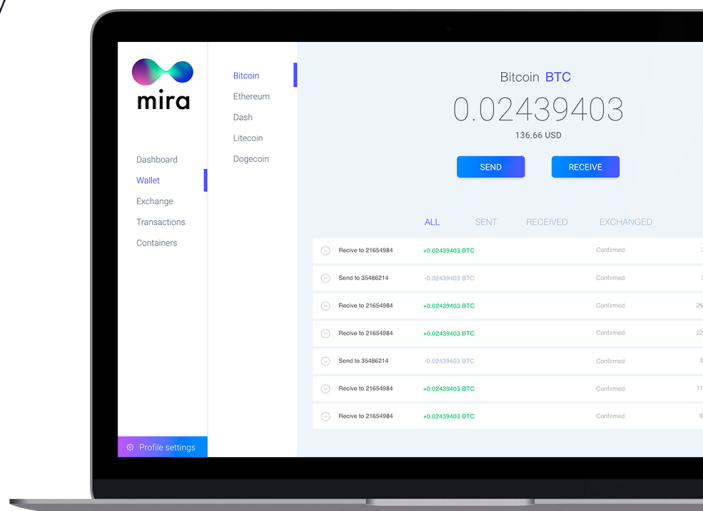 mira
Dashboard
Wallet
Exchange
Transactions
Containers
Profile settings
Bitcoin
Ethereum
Dash
Litecoin
Dogecoin
Bitcoin BTC
0.02439403
136.66 USD
SEND RECEIVE
ALL SENT RECEIVED EXCHANGED
Recive to 21654984 +0.02439403 BTC Confirmed
Send to 35486214 -0.02439403 BTC Confirmed
Recive to 21654984 +0.02439403 BTC Confirmed 26
Recive to 21654984 +0.02439403 BTC Confirmed 22
Send to 35486214 -0.02439403 BTC Confirmed
Recive to 21654984 +0.02439403 BTC Confirmed 11
Recive to 21654984 +0.02439403 BTC Confirmed